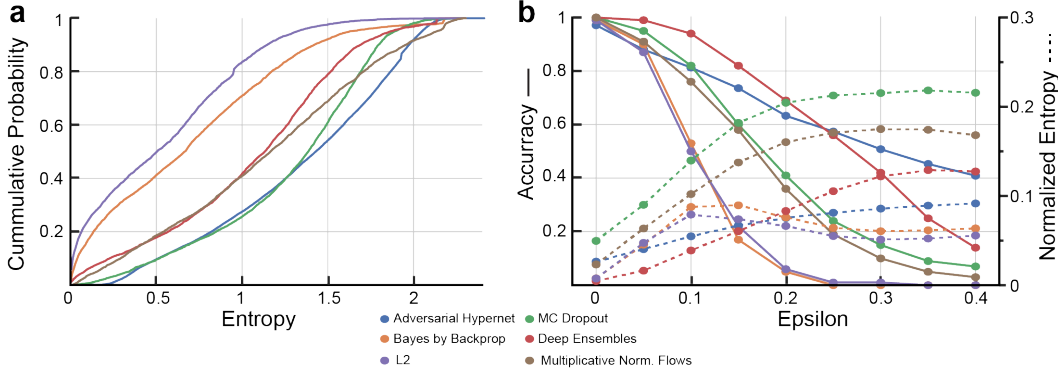 a
Cummulative Probability
1
0.8
0.6
0.4
0.2
0
0.5
1
1.5
2
Entropy
b
Accurracy
1
0.8
0.6
0.4
0.2
0
0.1
0.2
0.3
0.4
Epsilon
0.3
0.2
0.1
0
Normalized Entropy
Adversarial Hypernet
MC Dropout
Bayes by Backprop
Deep Ensembles
L2
Multiplicative Norm. Flows